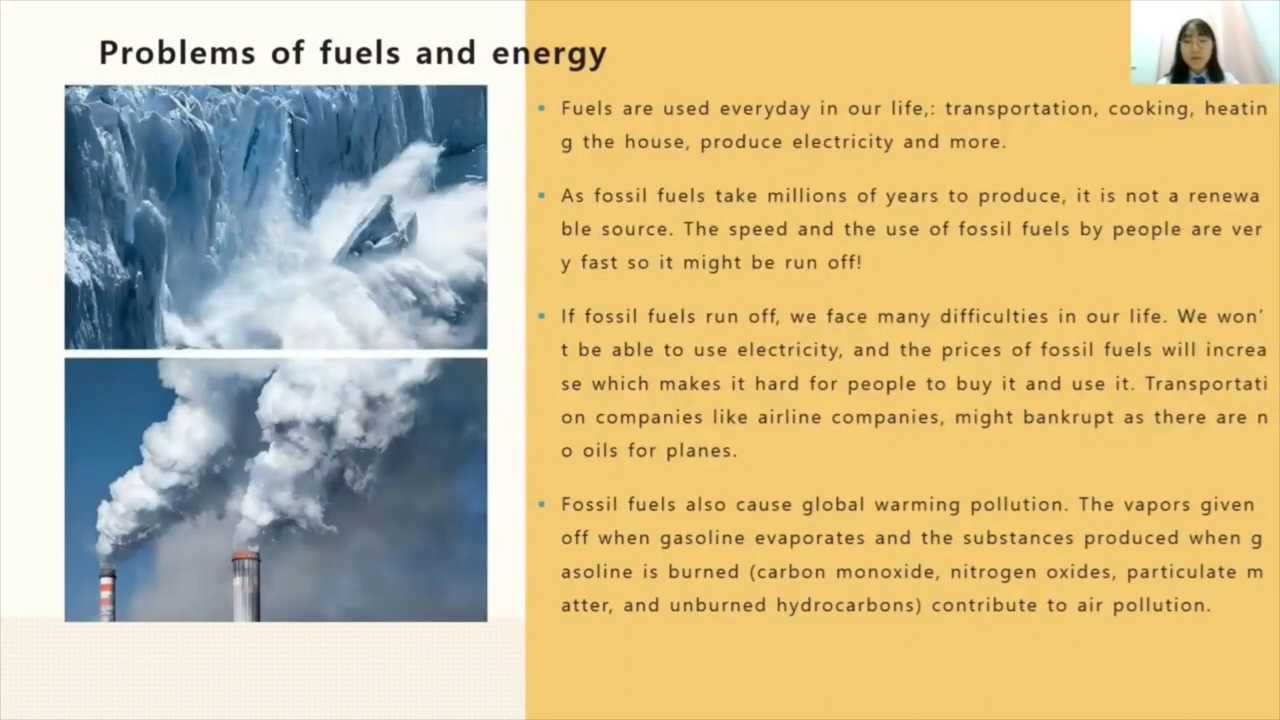 Problems of fuels and energy
Fuels are used everyday in our life,: transportation, cooking, heatin
g the house, produce electricity and more.
As fossil fuels take millions of years to produce, it is not a renewa
ble source. The speed and the use of fossil fuels by people are ver
y fast so it might be run off!
If fossil fuels run off, we face many difficulties in our life. We won’
t be able to use electricity, and the prices of fossil fuels will increa
se which makes it hard for people to buy it and use it. Transportati
on companies like airline companies, might bankrupt as there are n
o oils for planes.
Fossil fuels also cause global warming pollution. The vapors given
off when gasoline evaporates and the substances produced when g
asoline is burned (carbon monoxide, nitrogen oxides, particulate m
atter, and unburned hydrocarbons) contribute to air pollution.